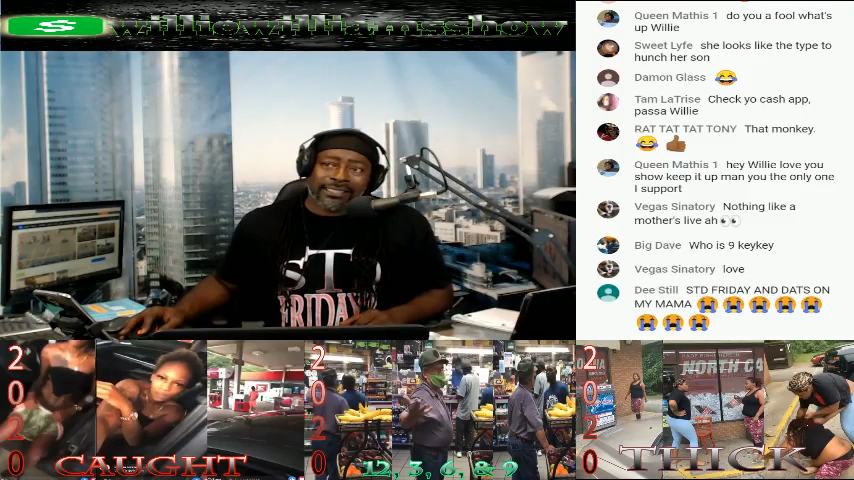 $ williewilliamsshow
Queen Mathis 1 do you a fool what's
up Willie
Sweet Lyfe she looks like the type to
hunch her son
Damon Glass 😂
Tam LaTrise Check yo cash app,
passa Willie
RAT TAT TAT TONY That monkey.
😂 👍🏾
Queen Mathis 1 hey Willie love you
show keep it up man you the only one
I support
Vegas Sinatory Nothing like a
mother's live ah👀
Big Dave Who is 9 keykey
Vegas Sinatory love
Dee Still STD FRIDAY AND DATS ON
MY MAMA 😭😭😭😭😭
😭😭😭
STD
FRIDAY
2020
CAUGHT
2020
12, 3, 6, & 9
2020
NORTH CA
THICK